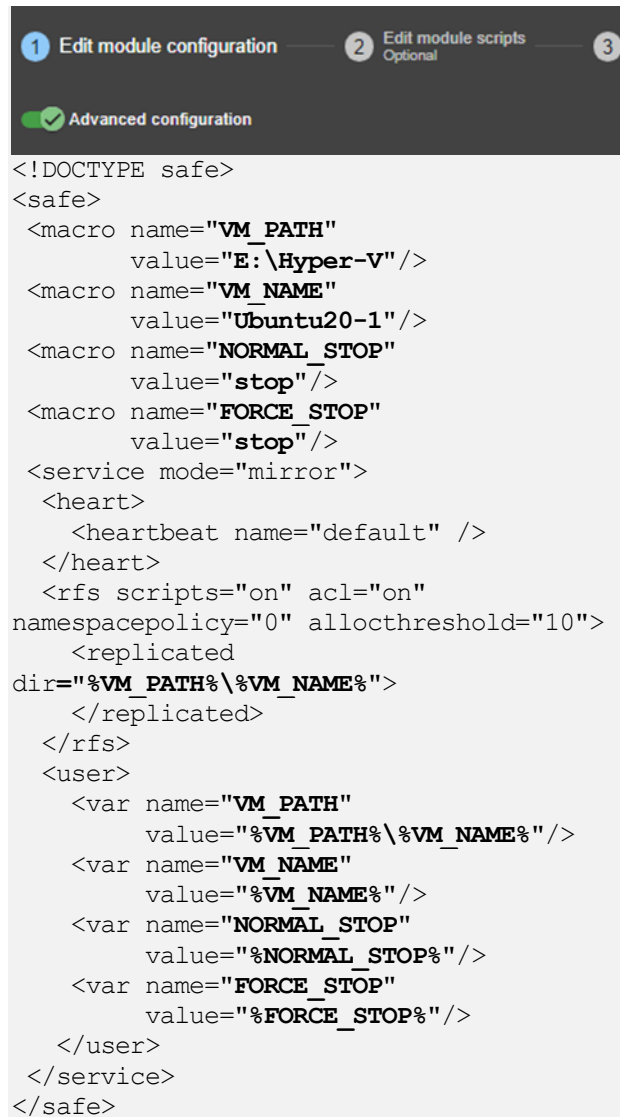 1 Edit module configuration 2 Edit module scripts 3
Optional
Advanced configuration
<!DOCTYPE safe>
<safe>
 <macro name="VM_PATH"
        value="E:\Hyper-V"/>
 <macro name="VM_NAME"
        value="Ubuntu20-1"/>
 <macro name="NORMAL_STOP"
        value="stop"/>
 <macro name="FORCE_STOP"
        value="stop"/>
 <service mode="mirror">
  <heart>
    <heartbeat name="default" />
  </heart>
  <rfs scripts="on" acl="on"
namespacepolicy="0" allocthreshold="10">
    <replicated
dir="%VM_PATH%\%VM_NAME%">
    </replicated>
  </rfs>
  <user>
    <var name="VM_PATH"
         value="%VM_PATH%\%VM_NAME%"/>
    <var name="VM_NAME"
         value="%VM_NAME%"/>
    <var name="NORMAL_STOP"
         value="%NORMAL_STOP%"/>
    <var name="FORCE_STOP"
         value="%FORCE_STOP%"/>
   </user>
 </service>
</safe>